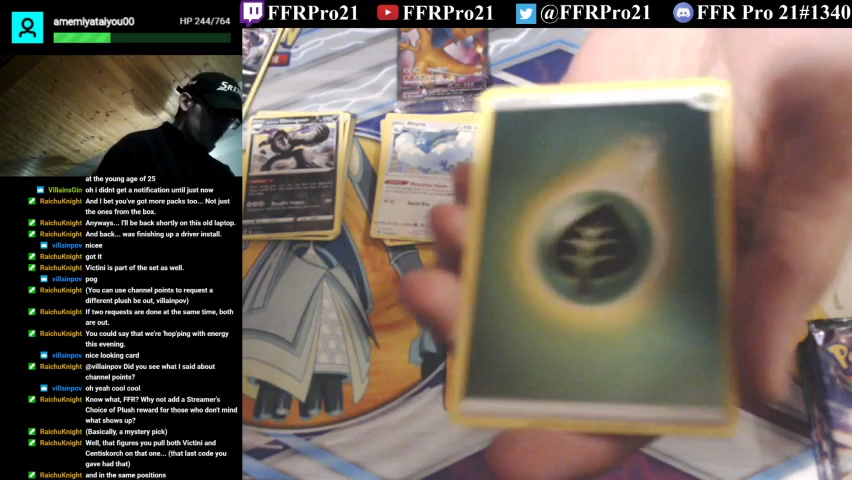 amemiyataiyou00
HP 244/764
FFRPro21
FFRPro21
@FFRPro21
FFR Pro 21#1340
at the young age of 25
VillainsGin oh i didnt get a notification until just now
RaichuKnight And I bet you've got more packs too... Not just
the ones from the box.
RaichuKnight Anyways... I'll be back shortly on this old laptop.
RaichuKnight And back... was finishing up a driver install.
villainpov nicee
RaichuKnight got it
RaichuKnight Victini is part of the set as well.
villainpov pog
RaichuKnight (You can use channel points to request a
different plush be out, villainpov)
RaichuKnight If two requests are done at the same time, both
are out.
RaichuKnight You could say that we're 'hop'ping with energy
this evening.
villainpov nice looking card
RaichuKnight @villainpov Did you see what I said about
channel points?
villainpov oh yeah cool cool
RaichuKnight Know what, FFR? Why not add a Streamer's
Choice of Plush reward for those who don't mind
what shows up?
RaichuKnight (Basically, a mystery pick)
RaichuKnight Well, that figures you pull both Victini and
Centiskorch on that one... (that last code you
gave had that)
RaichuKnight and in the same positions
Altaria